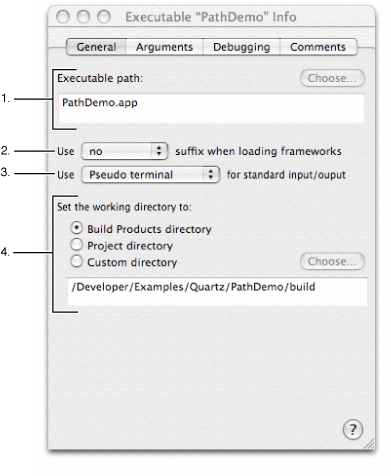 Executable "PathDemo" Info
General Arguments Debugging Comments
1. Executable path: Choose...
PathDemo.app
2. Use no suffix when loading frameworks
3. Use Pseudo terminal for standard input/ouput
Set the working directory to:
Build Products directory
Project directory
4. Custom directory Choose...
/Developer/Examples/Quartz/PathDemo/build
?